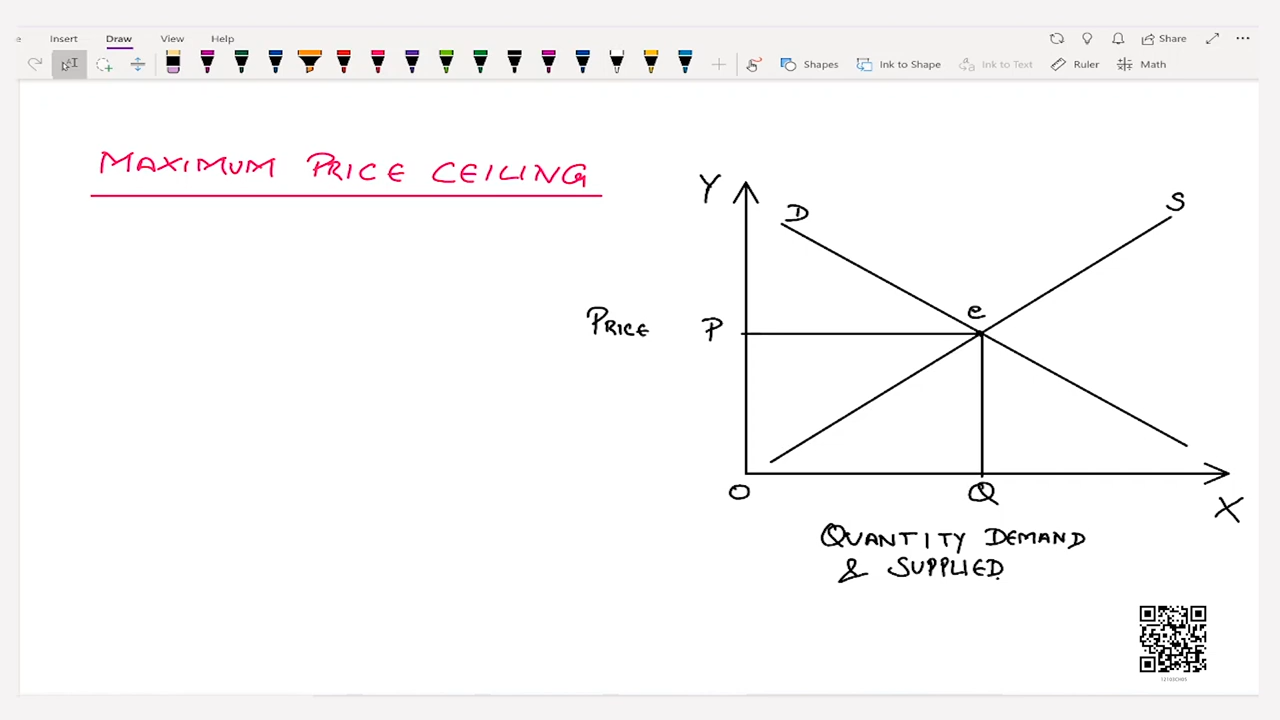 Insert Draw View Help
Share
Shapes Ink to Shape Ink to Text Ruler Math
MAXIMUM PRICE CEILING
Y
D
S
e
PRICE P
O
Q
X
QUANTITY DEMAND
& SUPPLIED
12103CH05